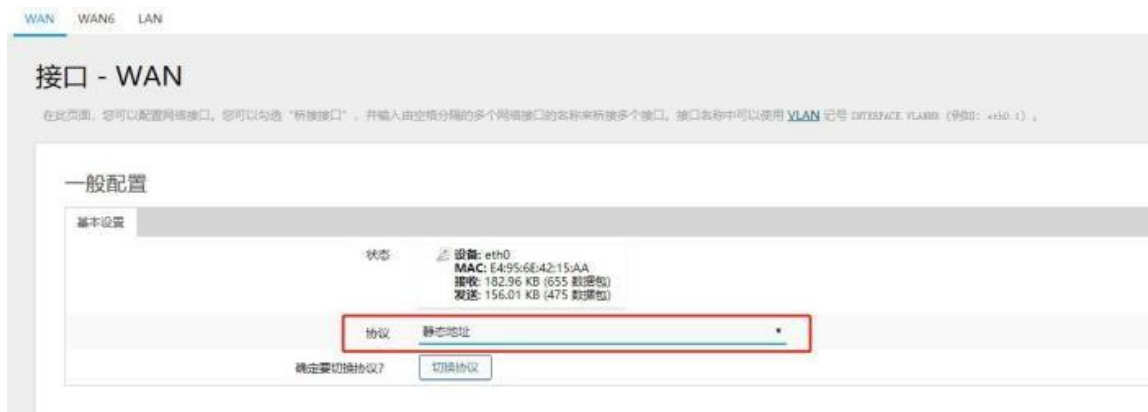 WAN WAN6 LAN
接口 - WAN
在此页面，您可以配置网络接口。您可以勾选“桥接接口”，并输入由空格分隔的多个网络接口的名称来桥接多个接口。接口名称中可以使用 VLAN 记号 INTERFACE.VLANNR（例如：eth0.1）。
一般配置
基本设置
状态
设备: eth0
MAC: E4:95:6E:42:15:AA
接收: 182.96 KB (655 数据包)
发送: 156.01 KB (475 数据包)
协议 静态地址
确定要切换协议? 切换协议